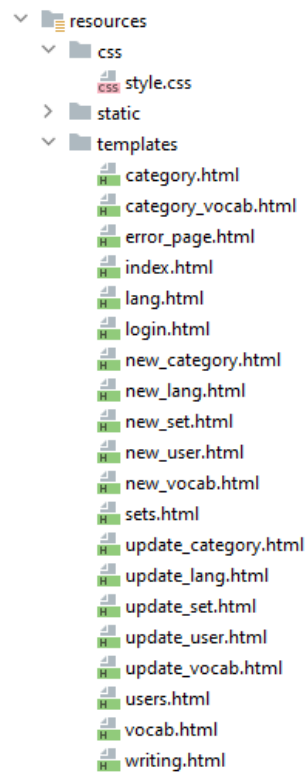 resources
css
style.css
static
templates
category.html
category_vocab.html
error_page.html
index.html
lang.html
login.html
new_category.html
new_lang.html
new_set.html
new_user.html
new_vocab.html
sets.html
update_category.html
update_lang.html
update_set.html
update_user.html
update_vocab.html
users.html
vocab.html
writing.html